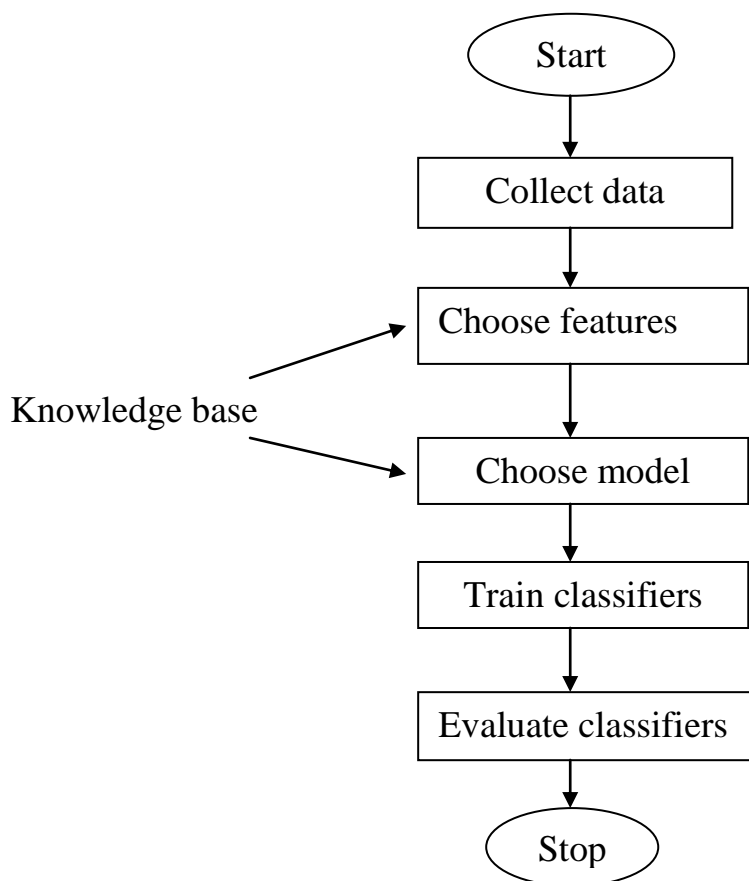 Start
Collect data
Choose features
Knowledge base
Choose model
Train classifiers
Evaluate classifiers
Stop